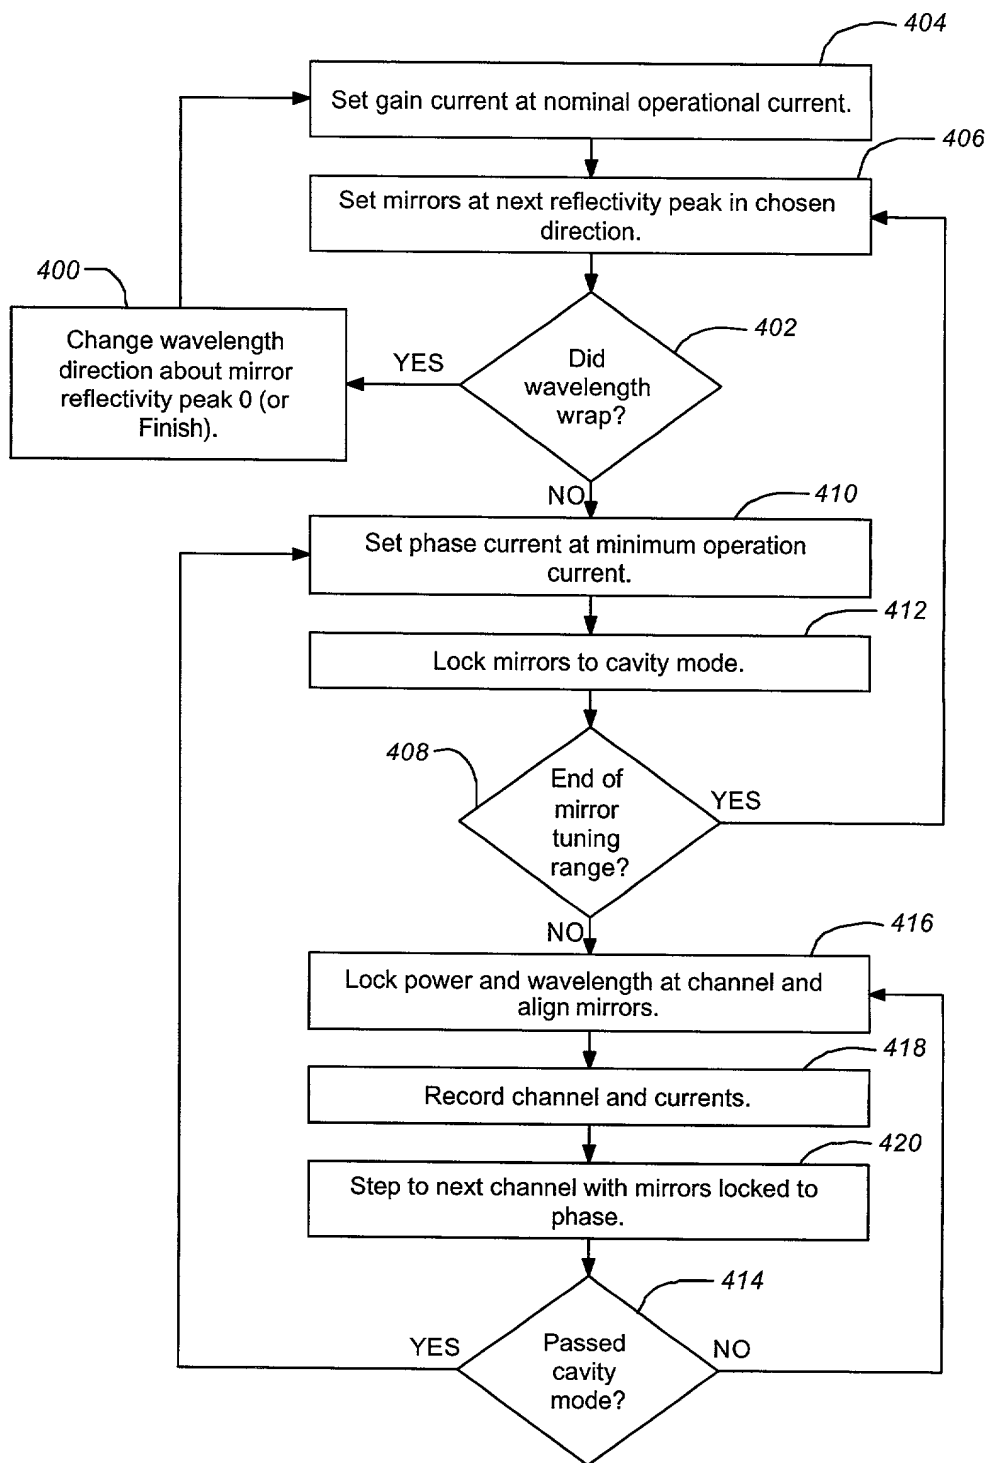 404
Set gain current at nominal operational current.
406
Set mirrors at next reflectivity peak in chosen
direction.
400
Change wavelength
direction about mirror
reflectivity peak 0 (or
Finish).
402
YES
Did
wavelength
wrap?
NO
410
Set phase current at minimum operation
current.
412
Lock mirrors to cavity mode.
408
End of
mirror
tuning
range?
YES
NO
416
Lock power and wavelength at channel and
align mirrors.
418
Record channel and currents.
420
Step to next channel with mirrors locked to
phase.
414
YES
Passed
cavity
mode?
NO